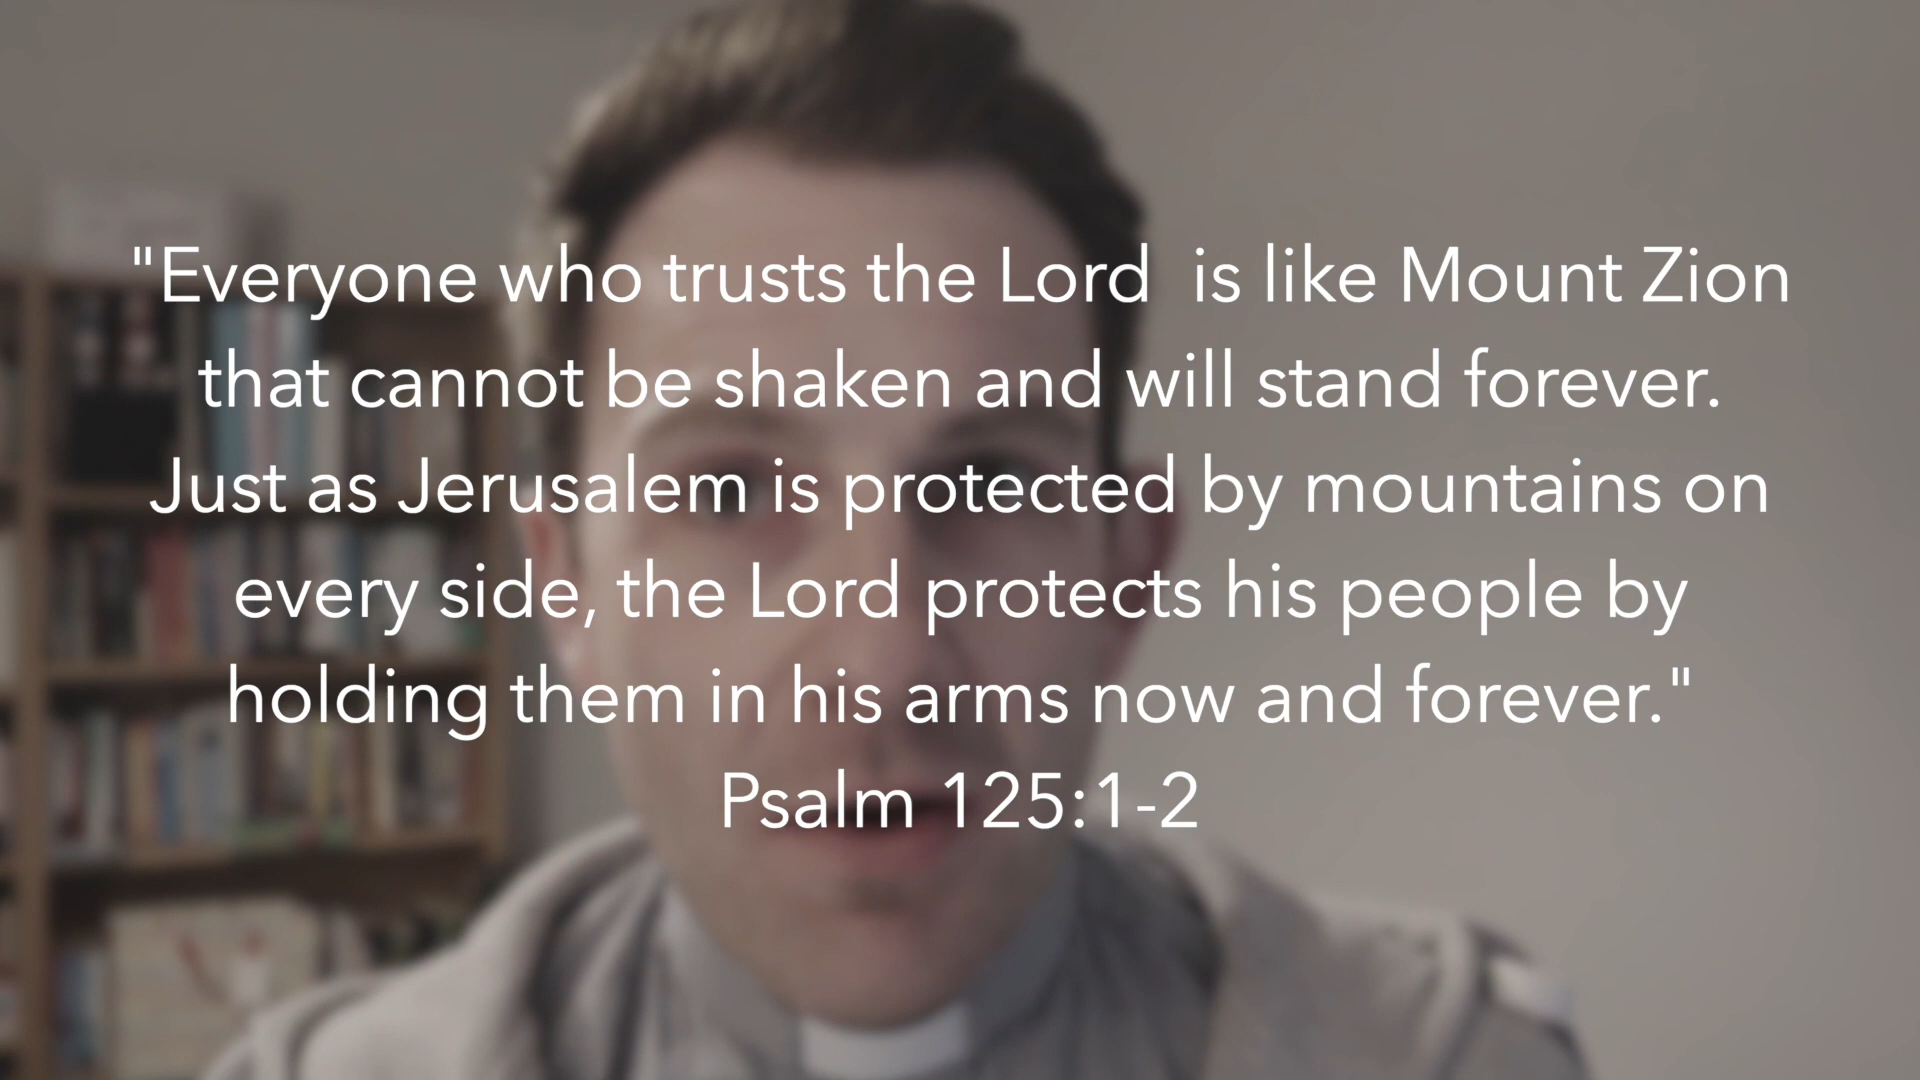 "Everyone who trusts the Lord  is like Mount Zion
that cannot be shaken and will stand forever.
Just as Jerusalem is protected by mountains on
every side, the Lord protects his people by
holding them in his arms now and forever."
Psalm 125:1-2